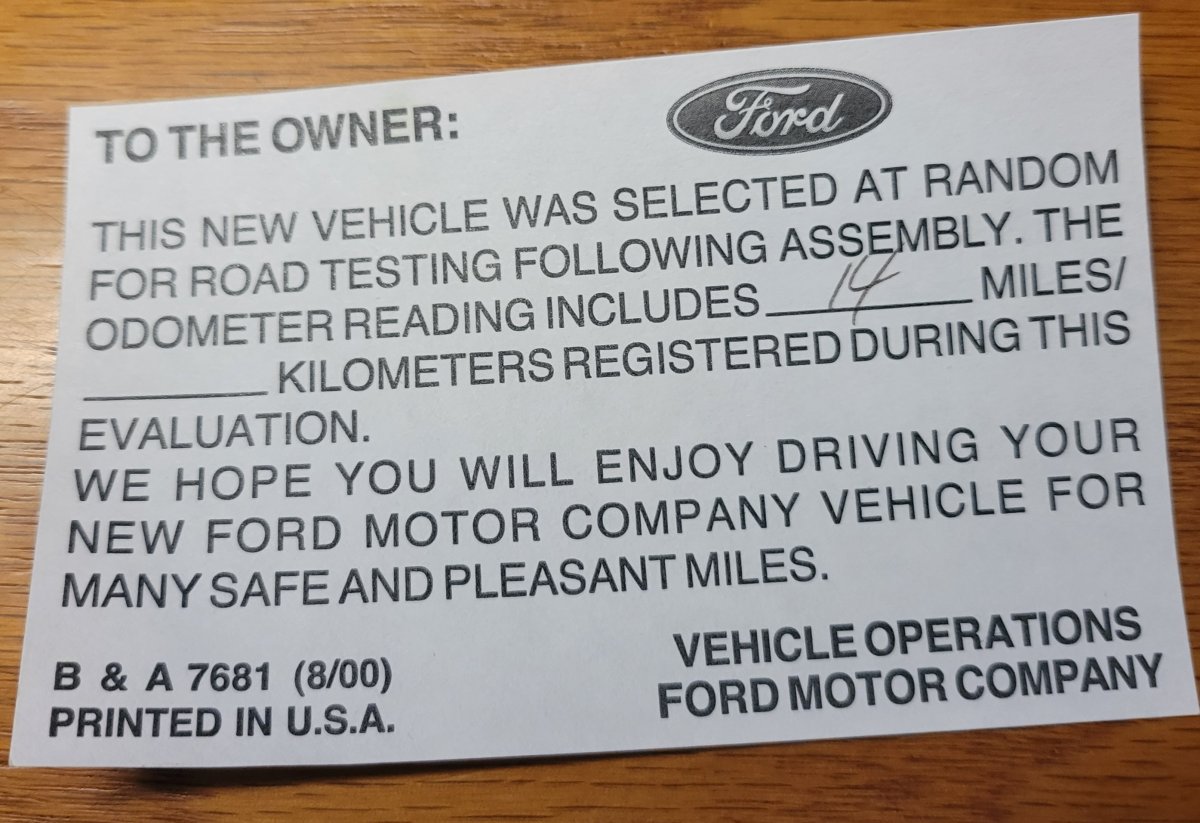 TO THE OWNER:
Ford
THIS NEW VEHICLE WAS SELECTED AT RANDOM
FOR ROAD TESTING FOLLOWING ASSEMBLY. THE
ODOMETER READING INCLUDES 14 MILES/
KILOMETERS REGISTERED DURING THIS
EVALUATION.
WE HOPE YOU WILL ENJOY DRIVING YOUR
NEW FORD MOTOR COMPANY VEHICLE FOR
MANY SAFE AND PLEASANT MILES.
B & A 7681 (8/00)
PRINTED IN U.S.A.
VEHICLE OPERATIONS
FORD MOTOR COMPANY